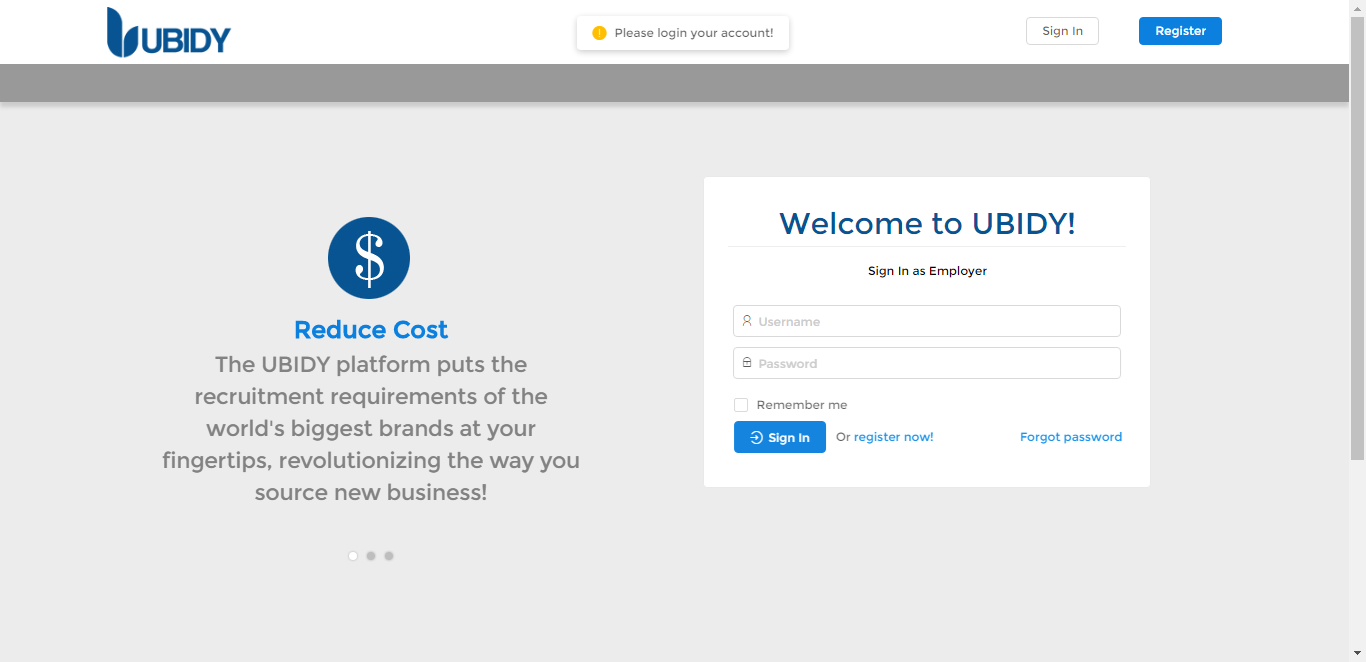 UBIDY
Please login your account!
Sign In
Register
$
Reduce Cost
The UBIDY platform puts the
recruitment requirements of the
world's biggest brands at your
fingertips, revolutionizing the way you
source new business!
Welcome to UBIDY!
Sign In as Employer
Username
Password
Remember me
Sign In
Or register now!
Forgot password